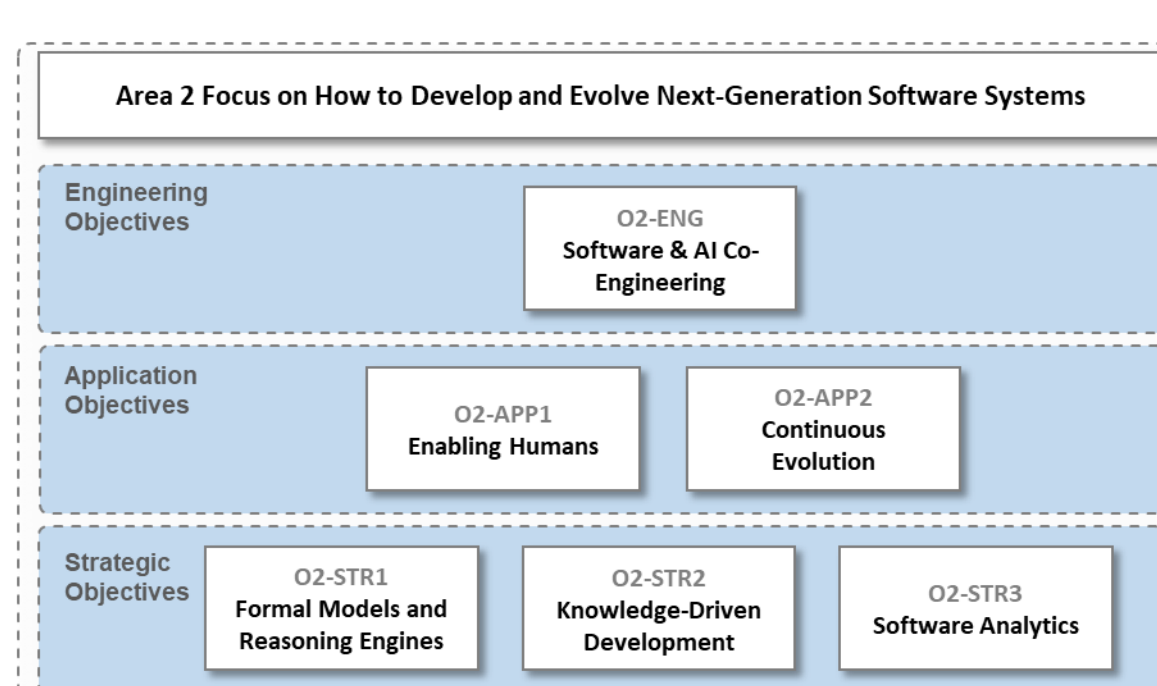 Area 2 Focus on How to Develop and Evolve Next-Generation Software Systems
Engineering
Objectives
O2-ENG
Software & AI Co-
Engineering
Application
Objectives
O2-APP1
Enabling Humans
O2-APP2
Continuous
Evolution
Strategic
Objectives
O2-STR1
Formal Models and
Reasoning Engines
O2-STR2
Knowledge-Driven
Development
O2-STR3
Software Analytics